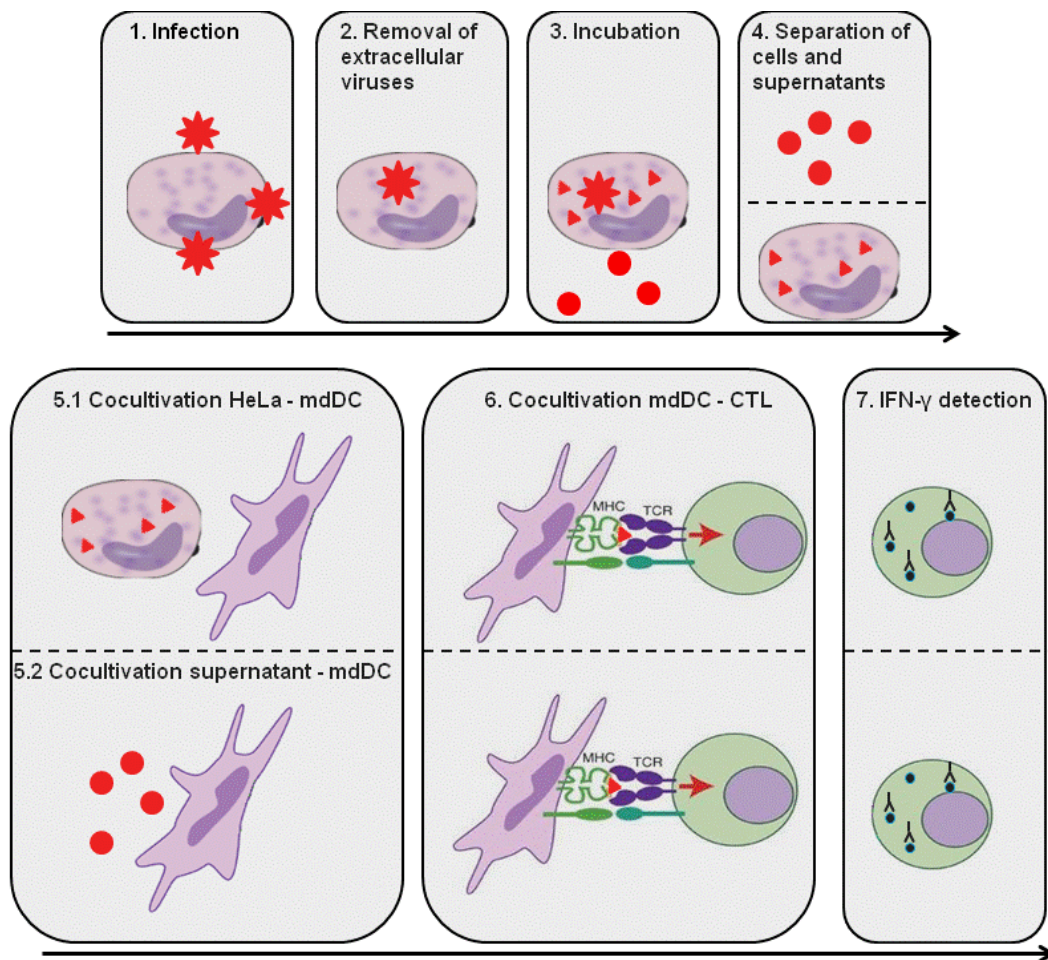 1. Infection
2. Removal of
extracellular
viruses
3. Incubation
4. Separation of
cells and
supernatants
5.1 Cocultivation HeLa - mdDC
5.2 Cocultivation supernatant - mdDC
6. Cocultivation mdDC - CTL
MHC TCR
MHC TCR
7. IFN-γ detection